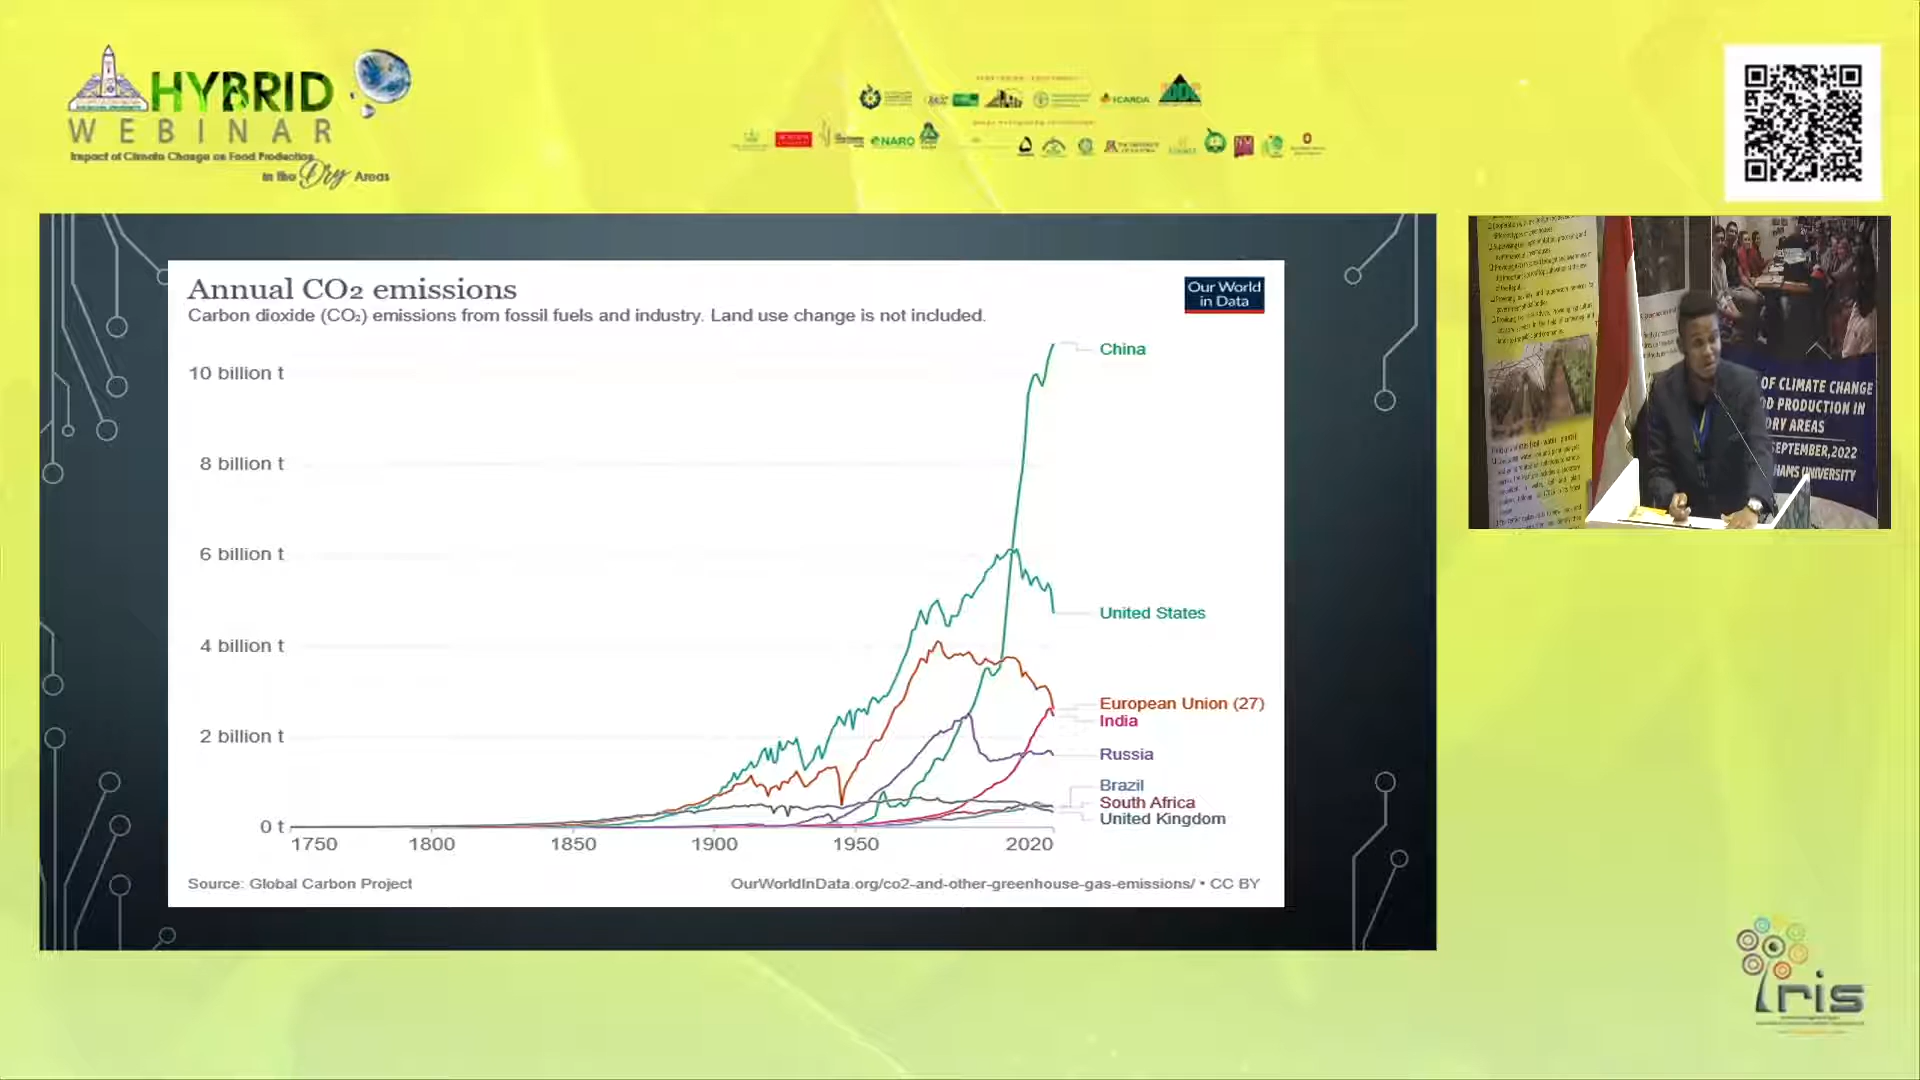 HYBRID
WEBINAR
Impact of Climate Change on Food Production
in the Dry Areas
ICARDA
NARO
Annual CO₂ emissions
Carbon dioxide (CO₂) emissions from fossil fuels and industry. Land use change is not included.
Our World
in Data
10 billion t
8 billion t
6 billion t
4 billion t
2 billion t
0 t
China
United States
European Union (27)
India
Russia
Brazil
South Africa
United Kingdom
1750 1800 1850 1900 1950 2020
Source: Global Carbon Project
OurWorldInData.org/co2-and-other-greenhouse-gas-emissions/ • CC BY
OF CLIMATE CHANGE
PRODUCTION IN
DRY AREAS
SEPTEMBER, 2022
UNIVERSITY
iris